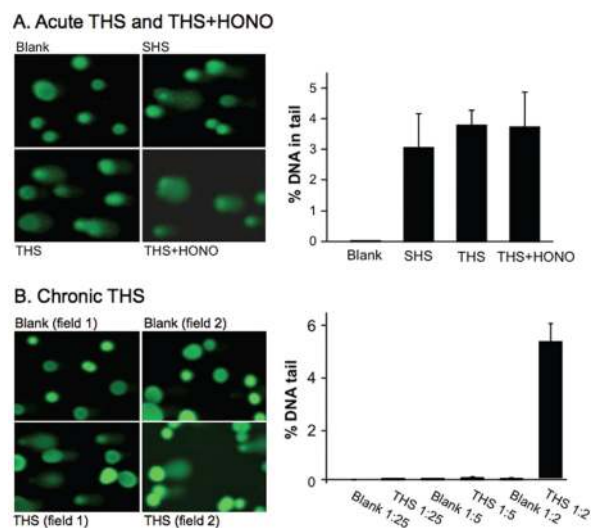 A. Acute THS and THS+HONO
Blank SHS
THS THS+HONO
% DNA in tail
5
4
3
2
1
0
Blank SHS THS THS+HONO
B. Chronic THS
Blank (field 1) Blank (field 2)
THS (field 1) THS (field 2)
% DNA tail
6
4
2
0
Blank 1:25 THS 1:25 Blank 1:5 THS 1:5 Blank 1:2 THS 1:2